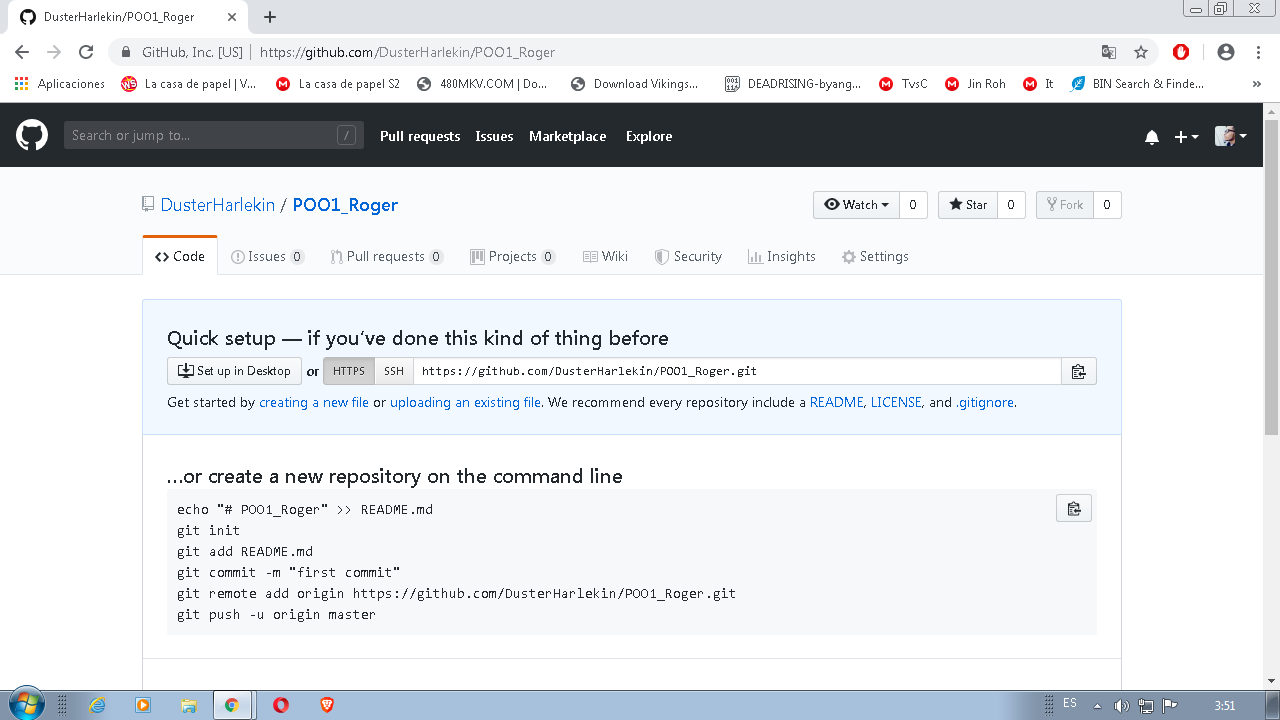 DusterHarlekin/POO1_Roger
GitHub, Inc. [US] | https://github.com/DusterHarlekin/POO1_Roger
Aplicaciones La casa de papel | V... La casa de papel S2 480MKV.COM | Do... Download Vikings... DEADRISING-byang... TvsC Jin Roh It BIN Search & Finde... »
Search or jump to... / Pull requests Issues Marketplace Explore
DusterHarlekin / POO1_Roger Watch 0 Star 0 Fork 0
Code Issues 0 Pull requests 0 Projects 0 Wiki Security Insights Settings
Quick setup — if you've done this kind of thing before
Set up in Desktop or HTTPS SSH https://github.com/DusterHarlekin/POO1_Roger.git
Get started by creating a new file or uploading an existing file. We recommend every repository include a README, LICENSE, and .gitignore.
...or create a new repository on the command line
echo "# POO1_Roger" >> README.md
git init
git add README.md
git commit -m "first commit"
git remote add origin https://github.com/DusterHarlekin/POO1_Roger.git
git push -u origin master
ES 3:51